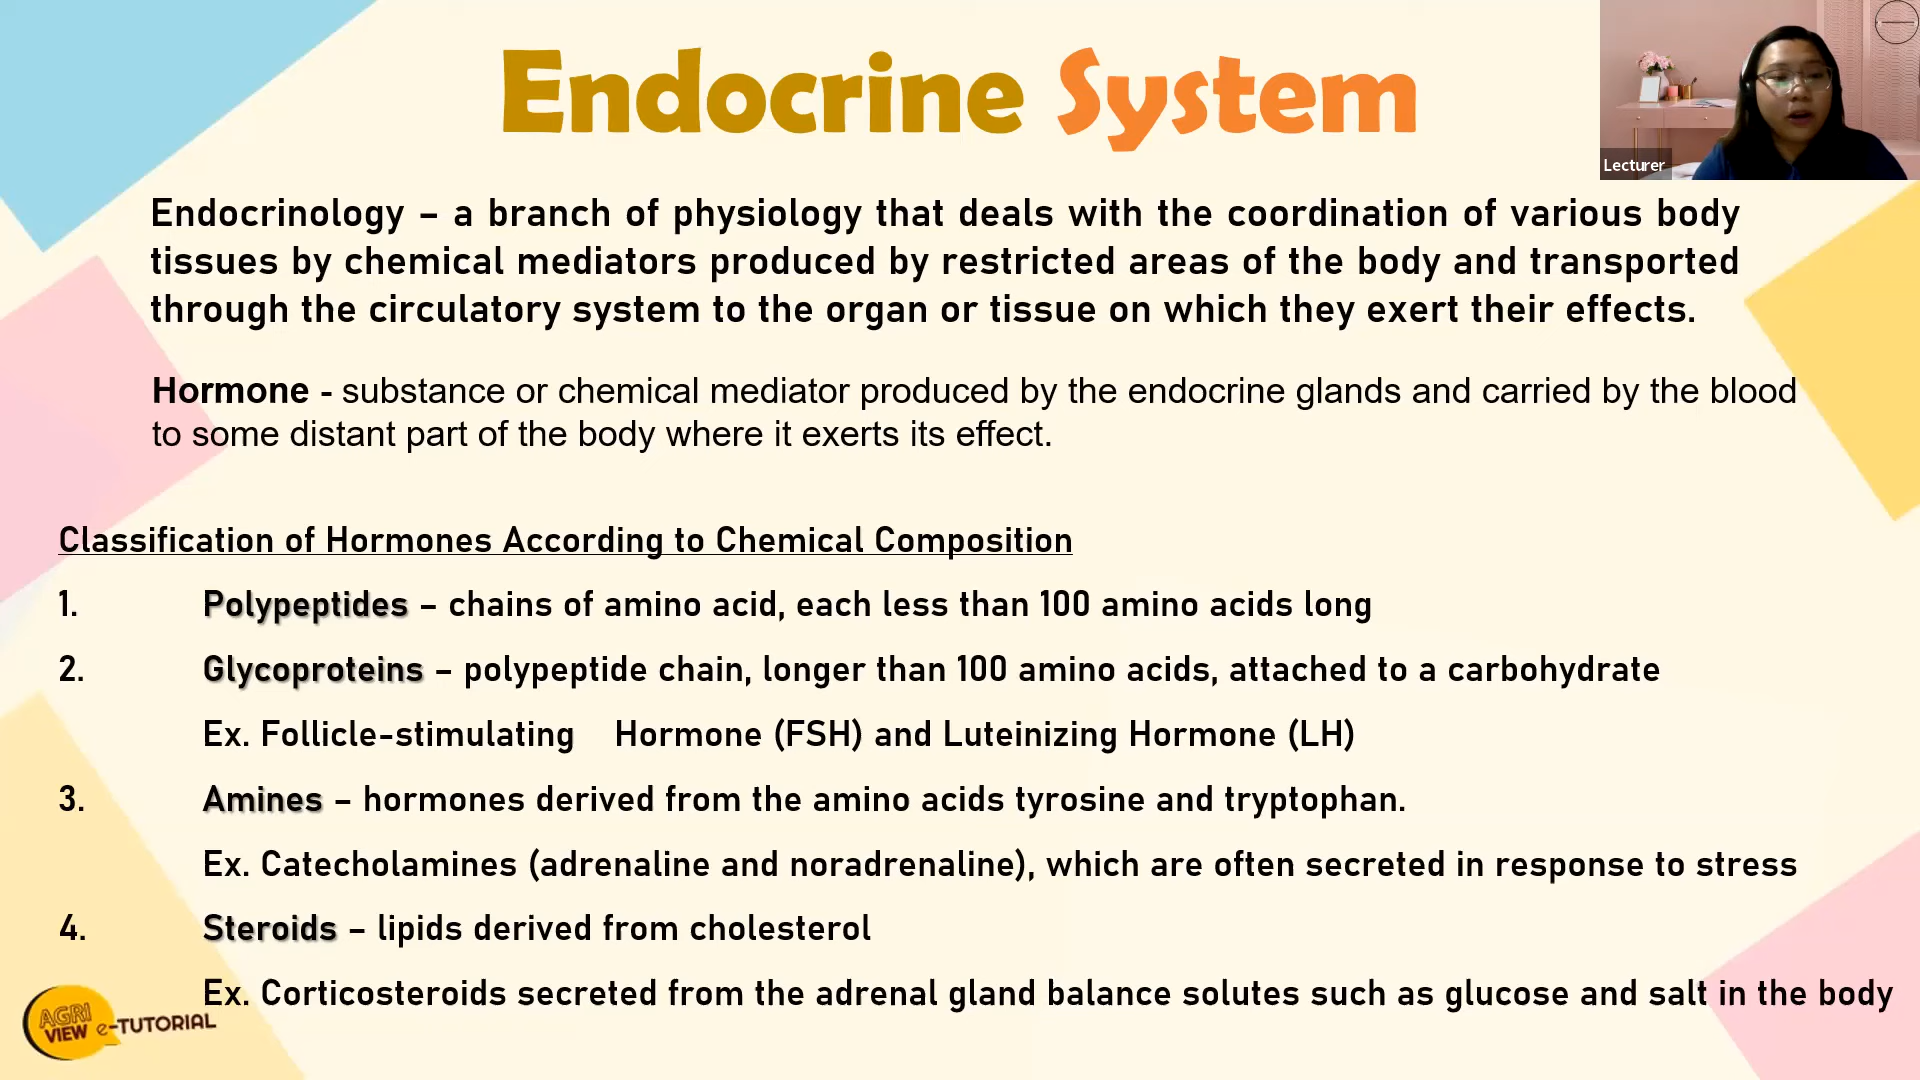 Endocrine System
Lecturer
Endocrinology – a branch of physiology that deals with the coordination of various body
tissues by chemical mediators produced by restricted areas of the body and transported
through the circulatory system to the organ or tissue on which they exert their effects.
Hormone - substance or chemical mediator produced by the endocrine glands and carried by the blood
to some distant part of the body where it exerts its effect.
Classification of Hormones According to Chemical Composition
1. Polypeptides – chains of amino acid, each less than 100 amino acids long
2. Glycoproteins – polypeptide chain, longer than 100 amino acids, attached to a carbohydrate
Ex. Follicle-stimulating Hormone (FSH) and Luteinizing Hormone (LH)
3. Amines – hormones derived from the amino acids tyrosine and tryptophan.
Ex. Catecholamines (adrenaline and noradrenaline), which are often secreted in response to stress
4. Steroids – lipids derived from cholesterol
Ex. Corticosteroids secreted from the adrenal gland balance solutes such as glucose and salt in the body
AGRI
VIEW e-TUTORIAL